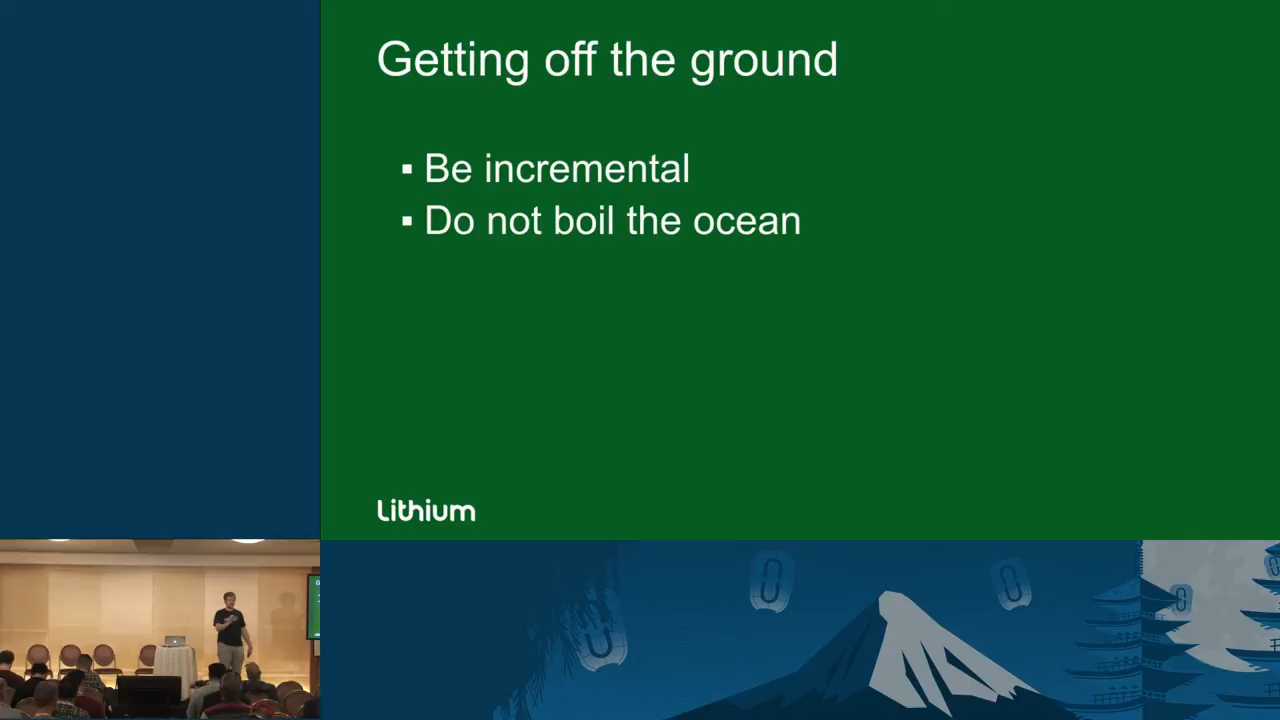 Getting off the ground
▪ Be incremental
▪ Do not boil the ocean
Lithium